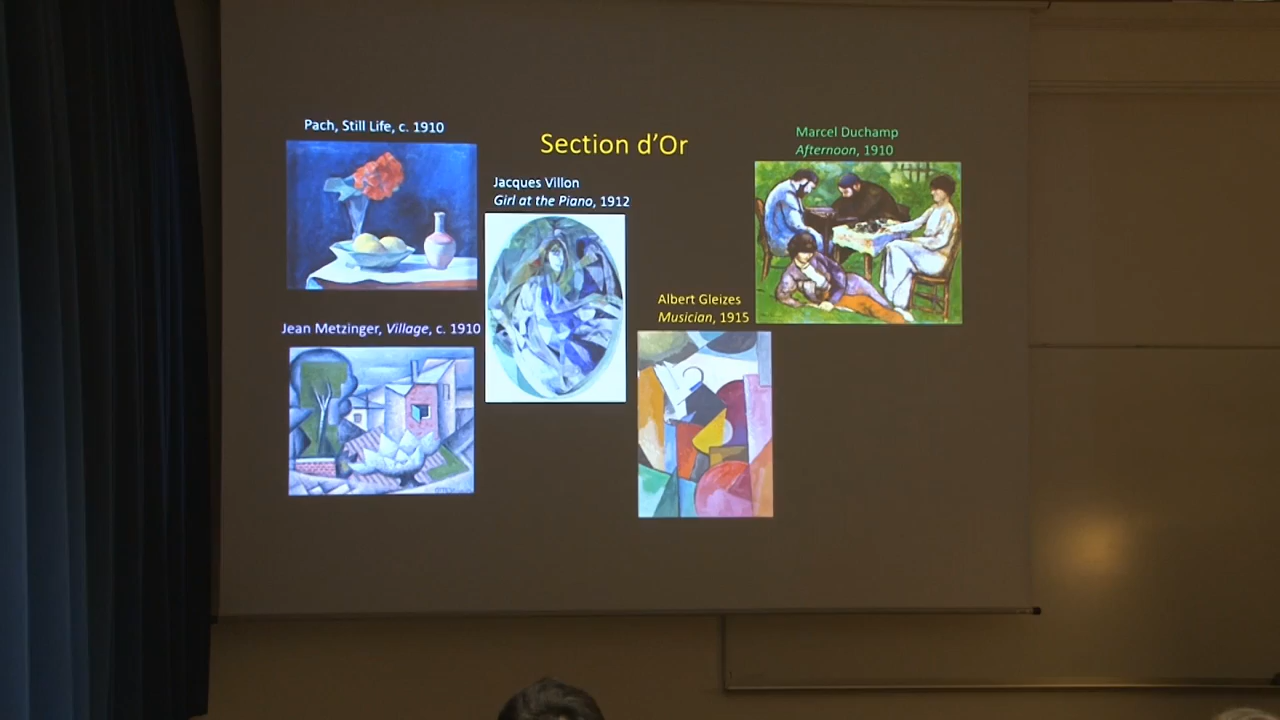 Pach, Still Life, c. 1910
Section d'Or
Marcel Duchamp
Afternoon, 1910
Jacques Villon
Girl at the Piano, 1912
Albert Gleizes
Musician, 1915
Jean Metzinger, Village, c. 1910